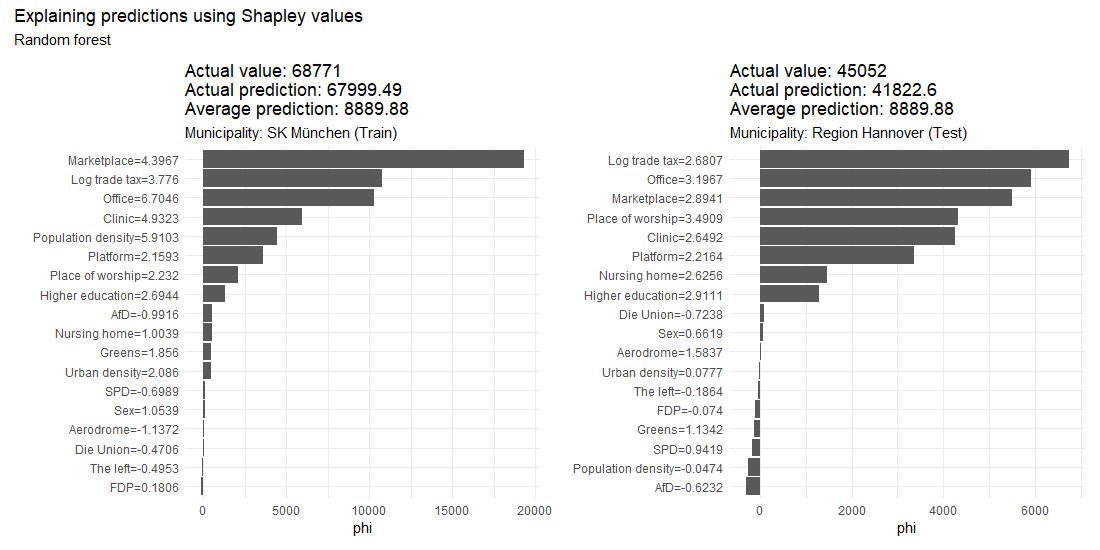 Explaining predictions using Shapley values
Random forest
Actual value: 68771
Actual prediction: 67999.49
Average prediction: 8889.88
Municipality: SK München (Train)
Marketplace=4.3967
Log trade tax=3.776
Office=6.7046
Clinic=4.9323
Population density=5.9103
Platform=2.1593
Place of worship=2.232
Higher education=2.6944
AfD=-0.9916
Nursing home=1.0039
Greens=1.856
Urban density=2.086
SPD=-0.6989
Sex=1.0539
Aerodrome=-1.1372
Die Union=-0.4706
The left=-0.4953
FDP=0.1806
0 5000 10000 15000 20000
phi
Actual value: 45052
Actual prediction: 41822.6
Average prediction: 8889.88
Municipality: Region Hannover (Test)
Log trade tax=2.6807
Office=3.1967
Marketplace=2.8941
Place of worship=3.4909
Clinic=2.6492
Platform=2.2164
Nursing home=2.6256
Higher education=2.9111
Die Union=-0.7238
Sex=0.6619
Aerodrome=1.5837
Urban density=0.0777
The left=-0.1864
FDP=-0.074
Greens=1.1342
SPD=0.9419
Population density=-0.0474
AfD=-0.6232
0 2000 4000 6000
phi